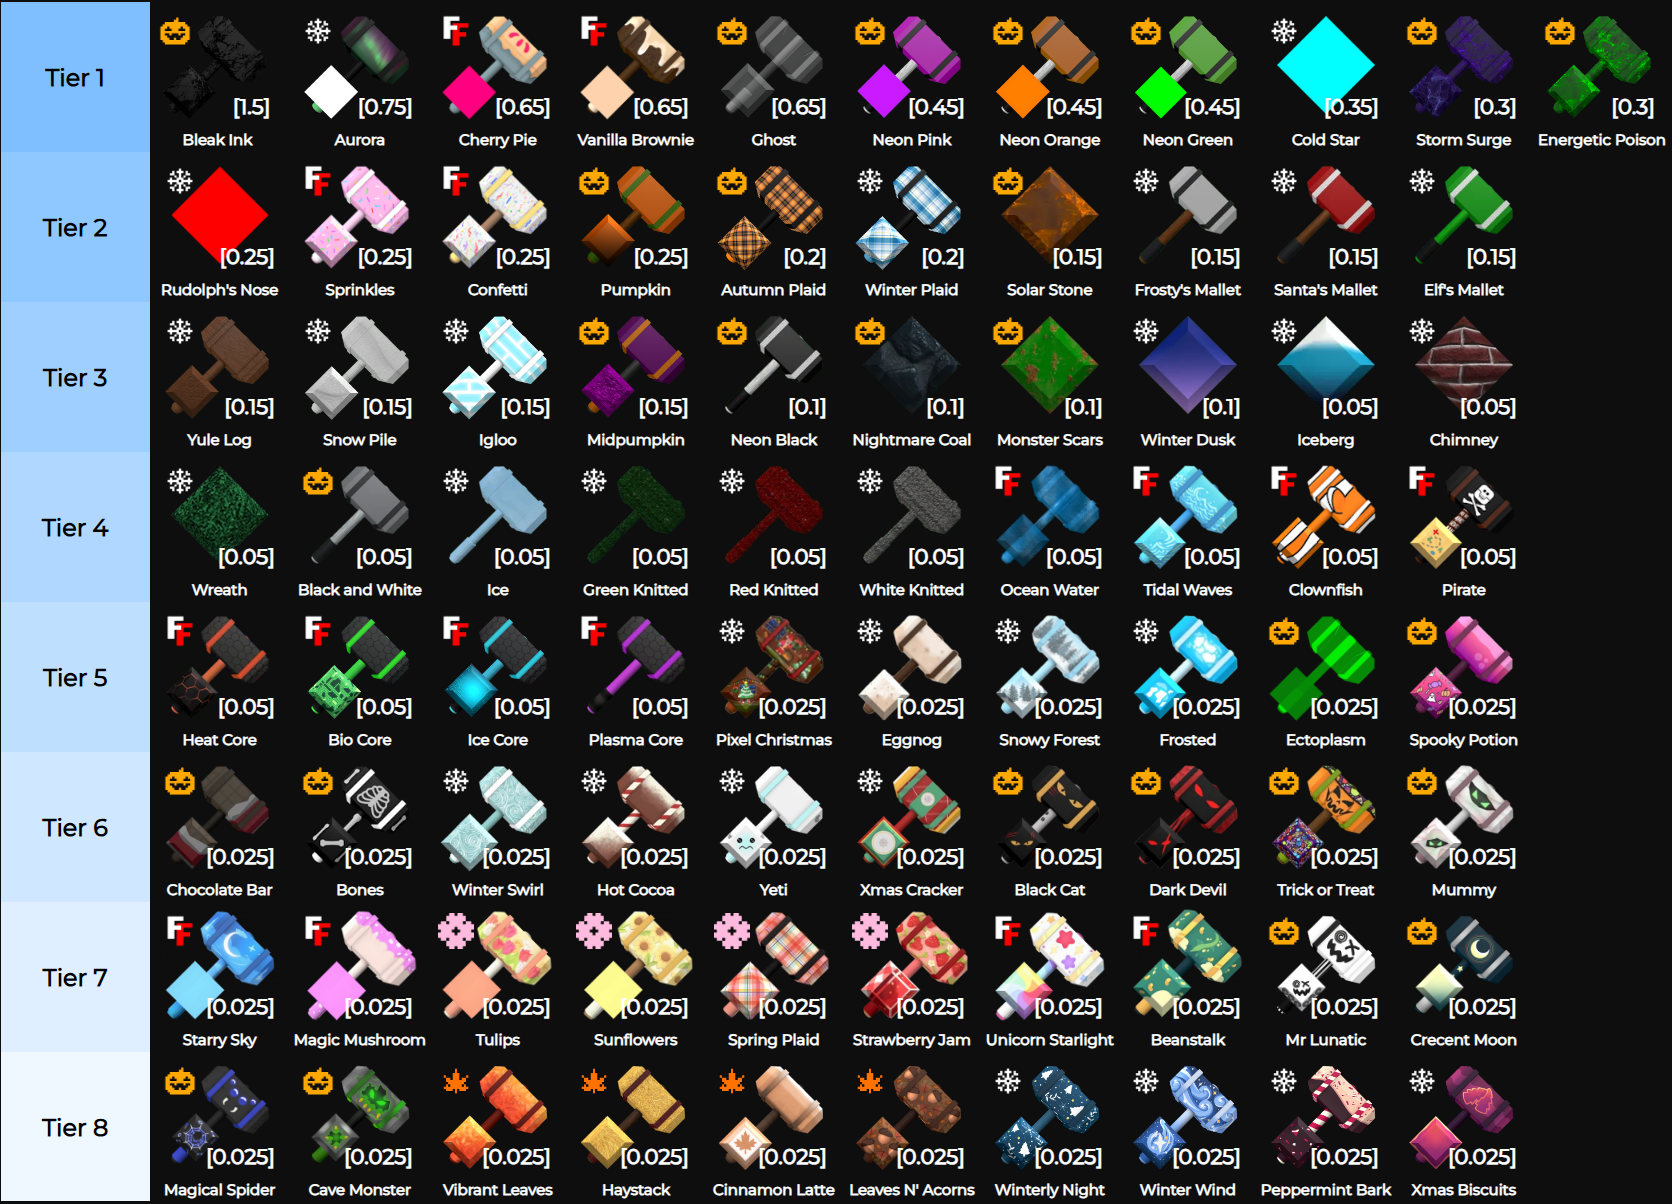 Tier 1
[1.5] [0.75] [0.65] [0.65] [0.65] [0.45] [0.45] [0.45] [0.35] [0.3] [0.3]
Bleak Ink Aurora Cherry Pie Vanilla Brownie Ghost Neon Pink Neon Orange Neon Green Cold Star Storm Surge Energetic Poison
Tier 2
[0.25] [0.25] [0.25] [0.25] [0.2] [0.2] [0.15] [0.15] [0.15] [0.15]
Rudolph's Nose Sprinkles Confetti Pumpkin Autumn Plaid Winter Plaid Solar Stone Frosty's Mallet Santa's Mallet Elf's Mallet
Tier 3
[0.15] [0.15] [0.15] [0.15] [0.1] [0.1] [0.1] [0.1] [0.05] [0.05]
Yule Log Snow Pile Igloo Midpumpkin Neon Black Nightmare Coal Monster Scars Winter Dusk Iceberg Chimney
Tier 4
FF FF FF FF
[0.05] [0.05] [0.05] [0.05] [0.05] [0.05] [0.05] [0.05] [0.05] [0.05]
Wreath Black and White Ice Green Knitted Red Knitted White Knitted Ocean Water Tidal Waves Clownfish Pirate
Tier 5
FF FF FF FF
[0.05] [0.05] [0.05] [0.05] [0.025] [0.025] [0.025] [0.025] [0.025] [0.025]
Heat Core Bio Core Ice Core Plasma Core Pixel Christmas Eggnog Snowy Forest Frosted Ectoplasm Spooky Potion
Tier 6
[0.025] [0.025] [0.025] [0.025] [0.025] [0.025] [0.025] [0.025] [0.025] [0.025]
Chocolate Bar Bones Winter Swirl Hot Cocoa Yeti Xmas Cracker Black Cat Dark Devil Trick or Treat Mummy
Tier 7
FF FF FF FF
[0.025] [0.025] [0.025] [0.025] [0.025] [0.025] [0.025] [0.025] [0.025] [0.025]
Starry Sky Magic Mushroom Tulips Sunflowers Spring Plaid Strawberry Jam Unicorn Starlight Beanstalk Mr Lunatic Crecent Moon
Tier 8
[0.025] [0.025] [0.025] [0.025] [0.025] [0.025] [0.025] [0.025] [0.025] [0.025]
Magical Spider Cave Monster Vibrant Leaves Haystack Cinnamon Latte Leaves N' Acorns Winterly Night Winter Wind Peppermint Bark Xmas Biscuits